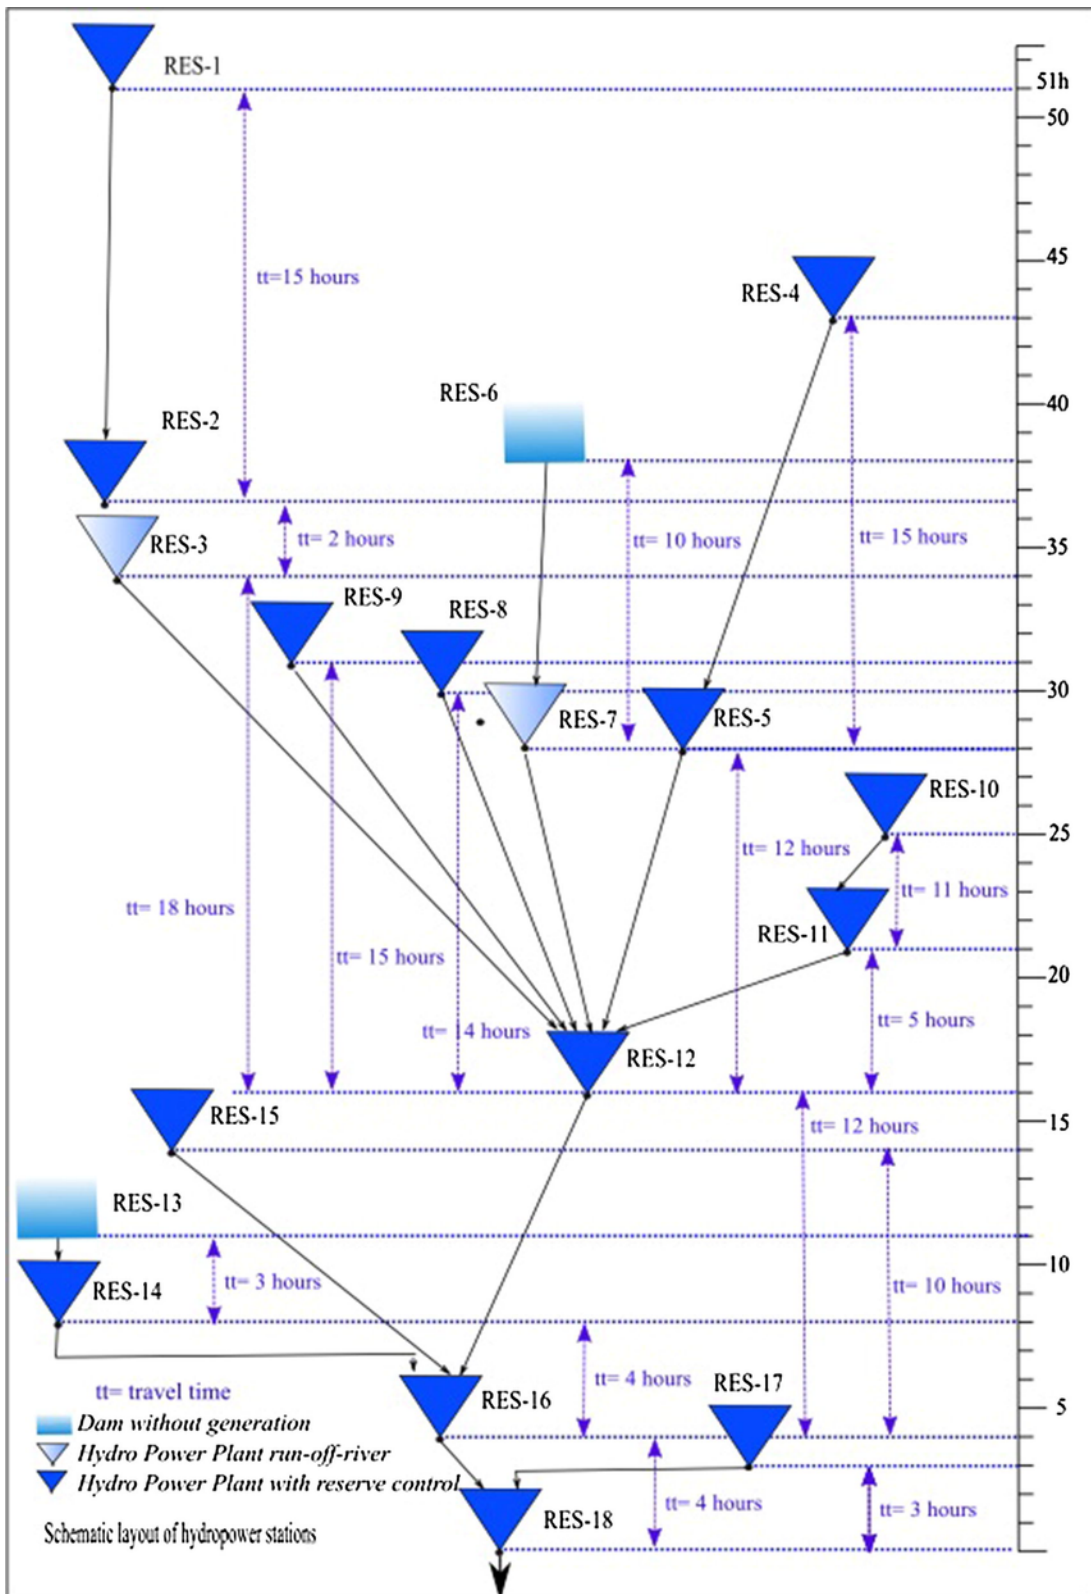 RES-1
51h
50
tt=15 hours
45
RES-4
40
RES-6
RES-2
35
RES-3
tt= 2 hours
tt= 10 hours
tt= 15 hours
RES-9
RES-8
30
RES-7
RES-5
RES-10
25
tt= 12 hours
tt= 11 hours
tt= 18 hours
RES-11
tt= 15 hours
20
tt= 14 hours
tt= 5 hours
RES-12
RES-15
15
tt= 12 hours
RES-13
10
RES-14
tt= 3 hours
tt= 10 hours
tt= 4 hours
RES-17
tt= travel time
RES-16
5
Dam without generation
Hydro Power Plant run-off-river
Hydro Power Plant with reserve control
tt= 4 hours
tt= 3 hours
RES-18
Schematic layout of hydropower stations